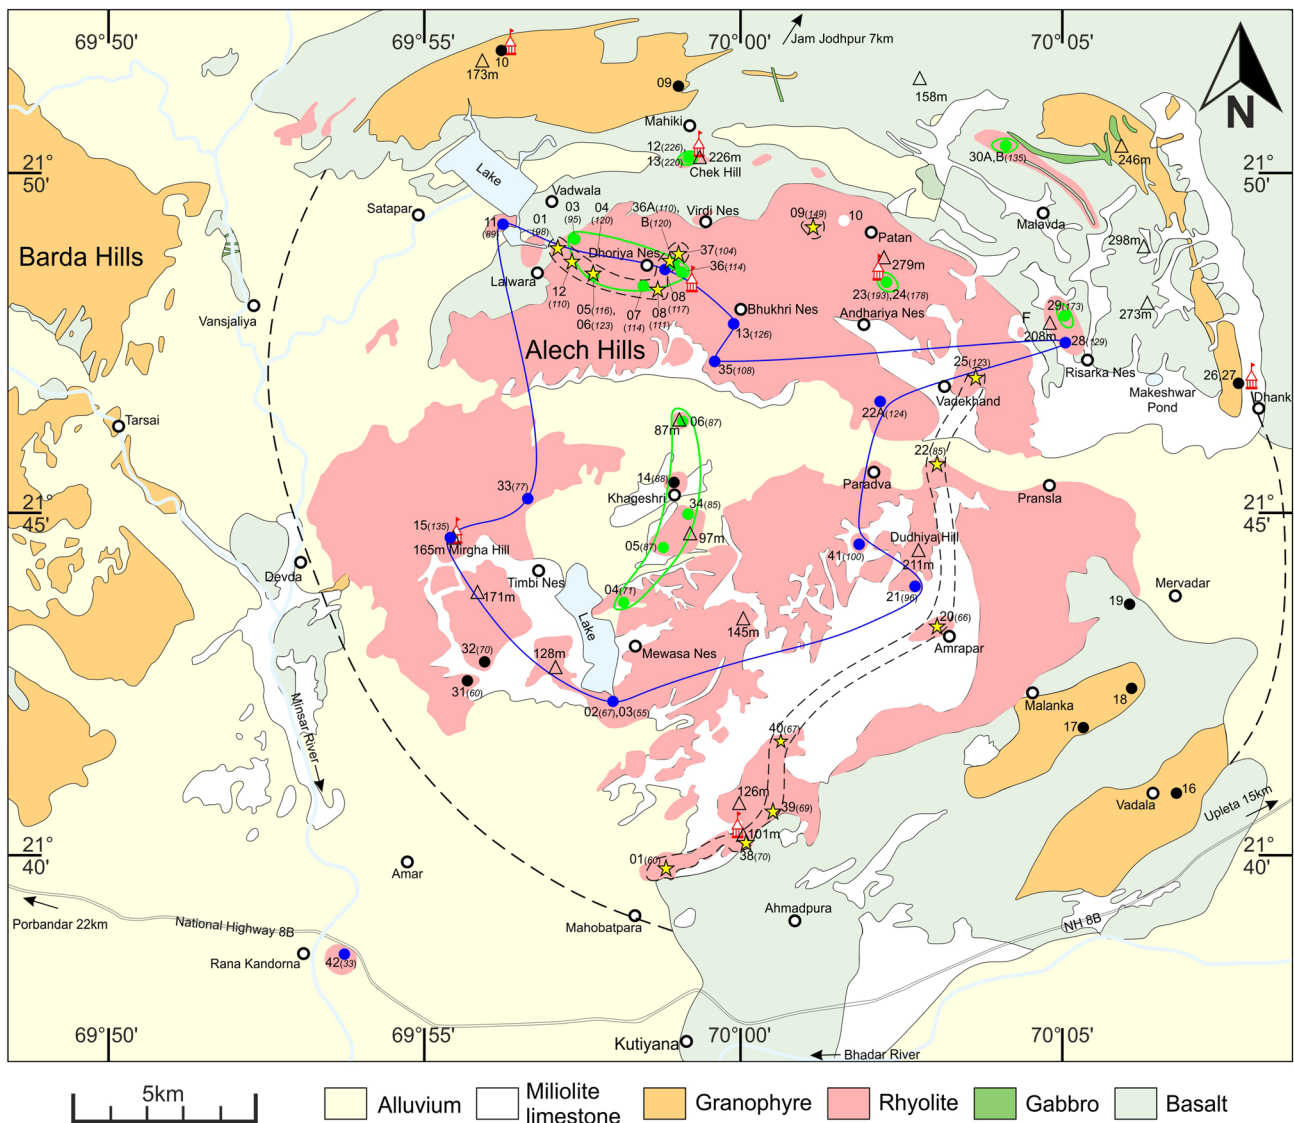 69°50'
69°55'
70°00'
70°05'
Jam Jodhpur 7km
N
173m
10
09
158m
Mahiki
12(226),
13(220)
226m
Chek Hill
30A,B(135)
246m
21°
50'
21°
50'
Lake
Vadwala
Satapar
11
(89)
01
(98)
03
(95)
04
(120)
36A(110),
B(120)
Virdi Nes
37(104)
09(149)
10
Patan
Malavda
298m
Barda Hills
Dhoriya Nes
36(114)
279m
Lalwara
12
(110)
05(116),
06(123)
07
(114)
08
(111)
08
(117)
23(193),24(178)
29(173)
273m
Vansjaliya
Bhukhri Nes
13(126)
Andhariya Nes
F
208m
28(129)
Alech Hills
35(108)
25(123)
Risarka Nes
26,27
Makeshwar
Pond
Dhank
Vadekhand
22A(124)
Tarsai
06(87)
87m
22(85)
14(88)
Khageshri
Paradva
Pransla
33(77)
34(85)
21°
45'
21°
45'
15(135)
165m Mirgha Hill
97m
05(87)
41(100)
Dudhiya Hill
211m
Devda
Timbi Nes
171m
04(71)
21(96)
Mervadar
19
Lake
145m
20(66)
Amrapar
32(70)
128m
Mewasa Nes
31(60)
02(67),03(55)
Malanka
18
17
Minsar River
40(67)
126m
39(69)
Vadala
16
Upleta 15km
101m
38(70)
01(60)
21°
40'
21°
40'
Amar
Porbandar 22km
National Highway 8B
Mahobatpara
Ahmadpura
NH 8B
Rana Kandorna
42(33)
69°50'
69°55'
70°00'
70°05'
Kutiyana
Bhadar River
5km
Alluvium
Miliolite
limestone
Granophyre
Rhyolite
Gabbro
Basalt